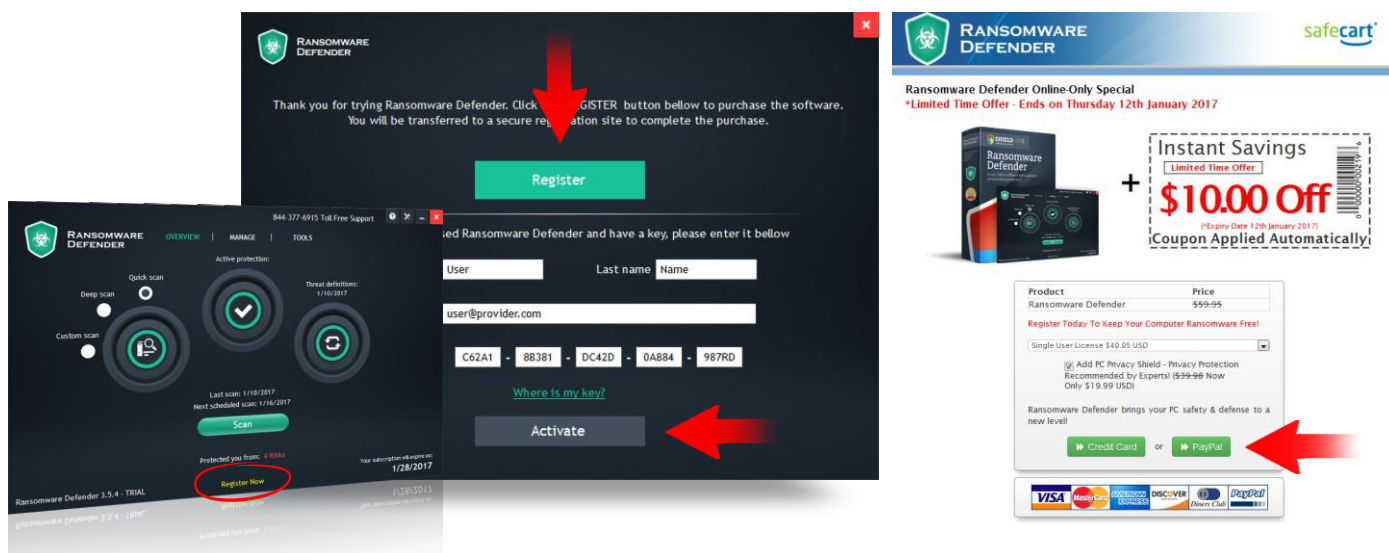 RANSOMWARE
DEFENDER
Thank you for trying Ransomware Defender. Click REGISTER button bellow to purchase the software.
You will be transferred to a secure registration site to complete the purchase.
Register
sed Ransomware Defender and have a key, please enter it bellow
User
Last name Name
user@provider.com
C62A1 - 8B381 - DC42D - 0A884 - 987RD
Where is my key?
Activate
844-377-6915 Toll Free Support
RANSOMWARE
DEFENDER
OVERVIEW | MANAGE | TOOLS
Active protection:
Quick scan
Deep scan
Custom scan
Threat definitions:
1/10/2017
Last scan: 1/10/2017
Next scheduled scan: 1/16/2017
Scan
Protected you from: 0 Risks
Register Now
Your subscription will expire on:
1/28/2017
Ransomware Defender 3.5.4 - TRIAL
RANSOMWARE
DEFENDER
safecart
Ransomware Defender Online-Only Special
*Limited Time Offer - Ends on Thursday 12th January 2017
Ransomware
Defender
+
Instant Savings
Limited Time Offer
$10.00 Off
(*Expiry Date 12th January 2017)
Coupon Applied Automatically
Product Price
Ransomware Defender $59.95
Register Today To Keep Your Computer Ransomware Free!
Single User License $49.95 USD
Add PC Privacy Shield - Privacy Protection
Recommended by Experts! ($39.98 Now
Only $19.99 USD)
Ransomware Defender brings your PC safety & defense to a
new level!
Credit Card or PayPal
VISA MasterCard AMERICAN EXPRESS DISCOVER Diners Club PayPal